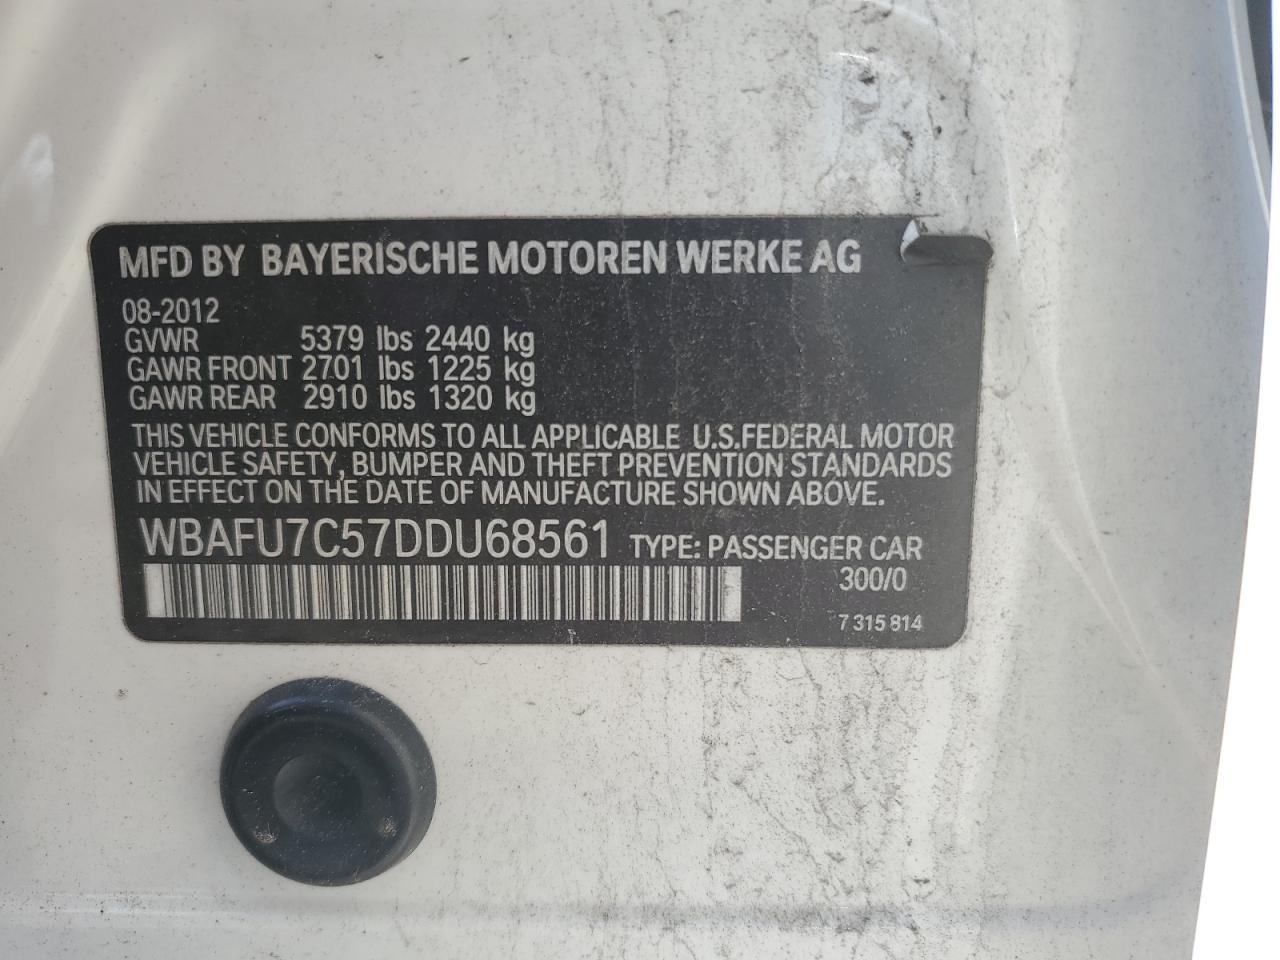 MFD BY BAYERISCHE MOTOREN WERKE AG
08-2012
GVWR 5379 lbs 2440 kg
GAWR FRONT 2701 lbs 1225 kg
GAWR REAR 2910 lbs 1320 kg
THIS VEHICLE CONFORMS TO ALL APPLICABLE U.S.FEDERAL MOTOR
VEHICLE SAFETY, BUMPER AND THEFT PREVENTION STANDARDS
IN EFFECT ON THE DATE OF MANUFACTURE SHOWN ABOVE.
WBAFU7C57DDU68561 TYPE: PASSENGER CAR
300/0
7 315 814